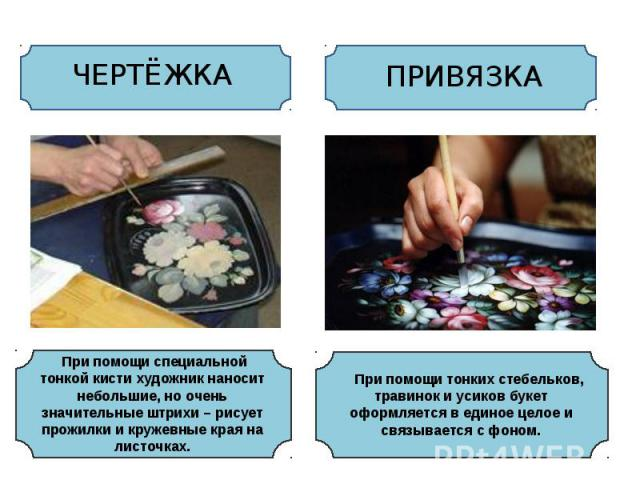 ЧЕРТЁЖКА
ПРИВЯЗКА
При помощи специальной
тонкой кисти художник наносит
небольшие, но очень
значительные штрихи – рисует
прожилки и кружевные края на
листочках.
При помощи тонких стебельков,
травинок и усиков букет
оформляется в единое целое и
связывается с фоном.
PPt4WEB